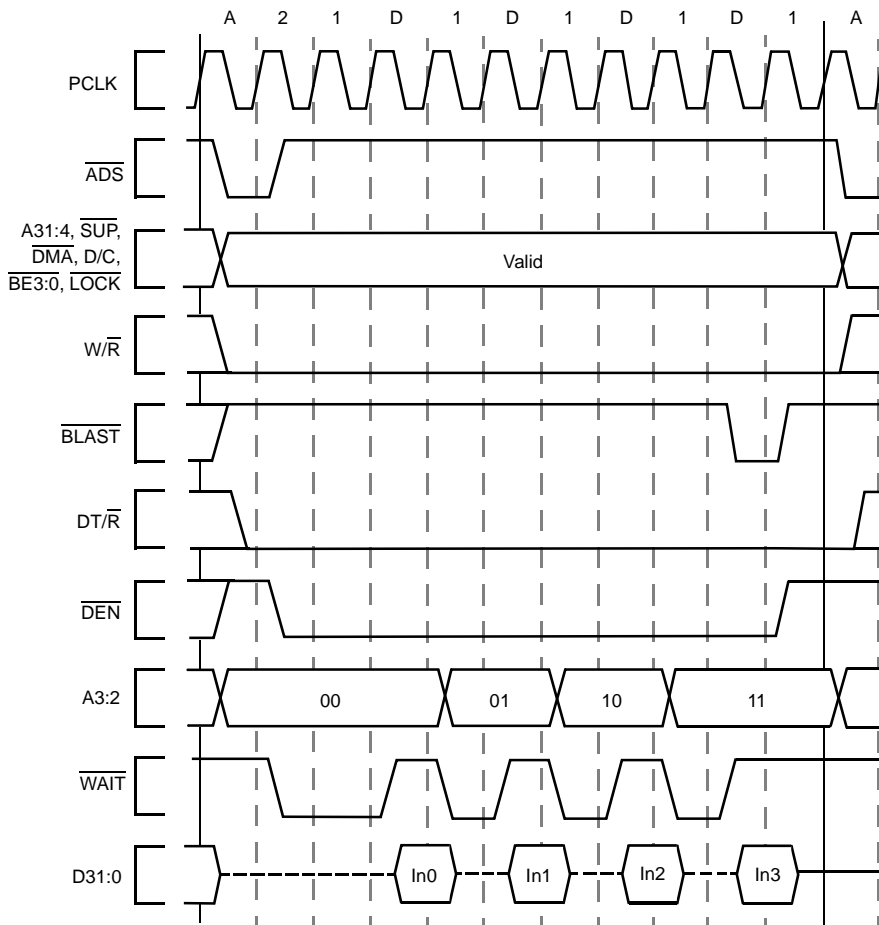 A 2 1 D 1 D 1 D 1 D 1 A
PCLK
ADS
A31:4, SUP,
DMA, D/C,
BE3:0, LOCK
Valid
W/R
BLAST
DT/R
DEN
A3:2
00 01 10 11
WAIT
D31:0
In0 In1 In2 In3